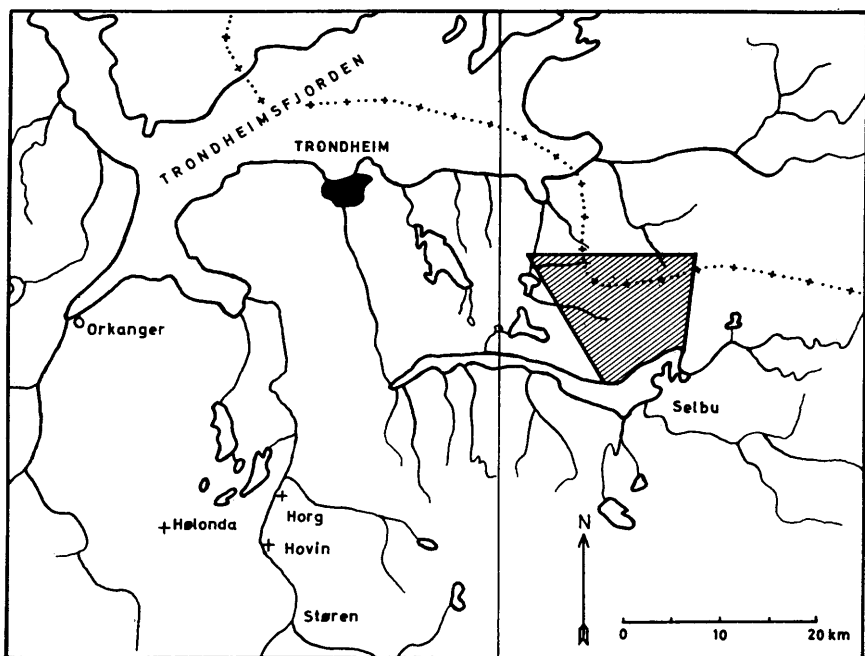 TRONDHEIMSFJORDEN
TRONDHEIM
Orkanger
Selbu
Hølonda
Horg
Hovin
Støren
N
0 10 20 km